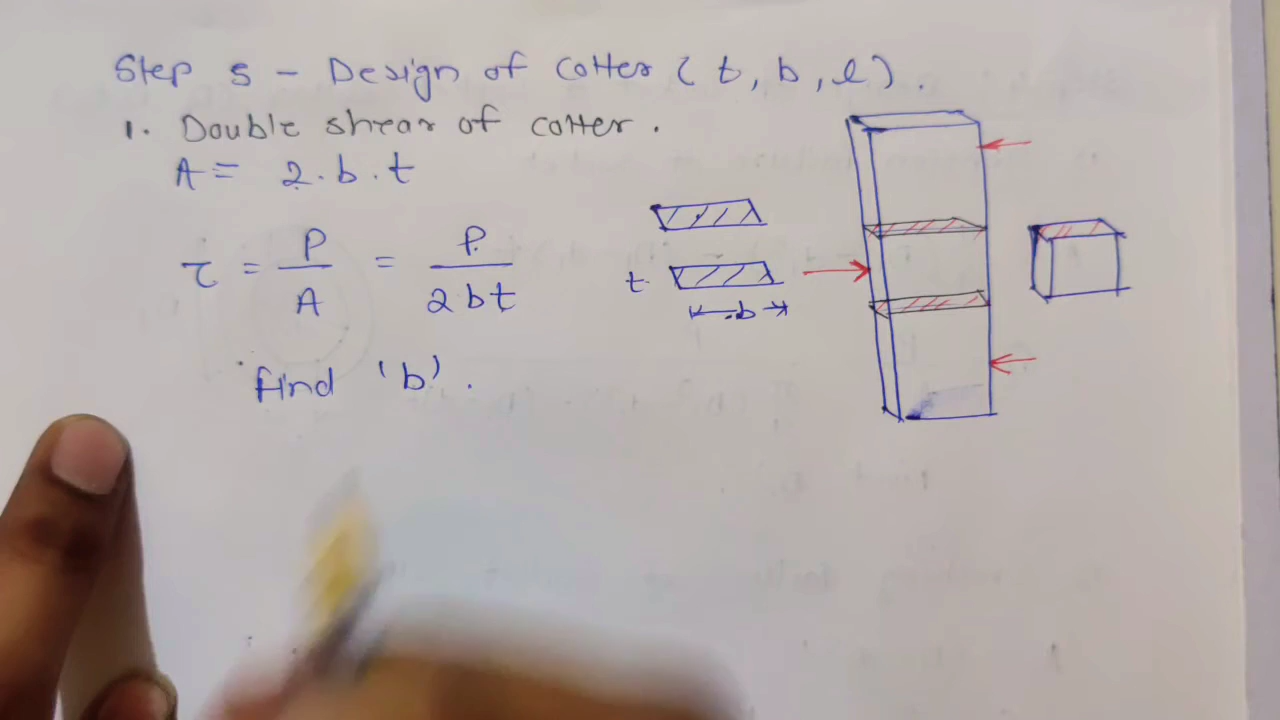 Step 5 - Design of Cotter (t, b, l).
1. Double shear of cotter.
A = 2.b.t
τ = P/A = P/2bt
t
b
find 'b'.